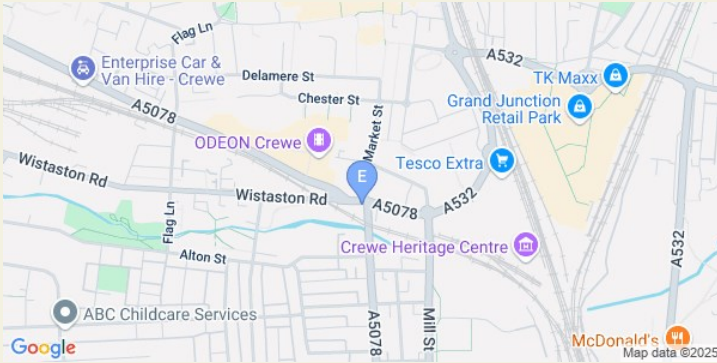 Flag Ln
A532
Enterprise Car &
Van Hire - Crewe
Delamere St
TK Maxx
Chester St
Grand Junction
Retail Park
A5078
Market St
ODEON Crewe
Tesco Extra
Wistaston Rd
E
Wistaston Rd
A5078
A532
Flag Ln
Crewe Heritage Centre
A532
Alton St
ABC Childcare Services
A5078
Mill St
McDonald's
Google
Map data ©2025